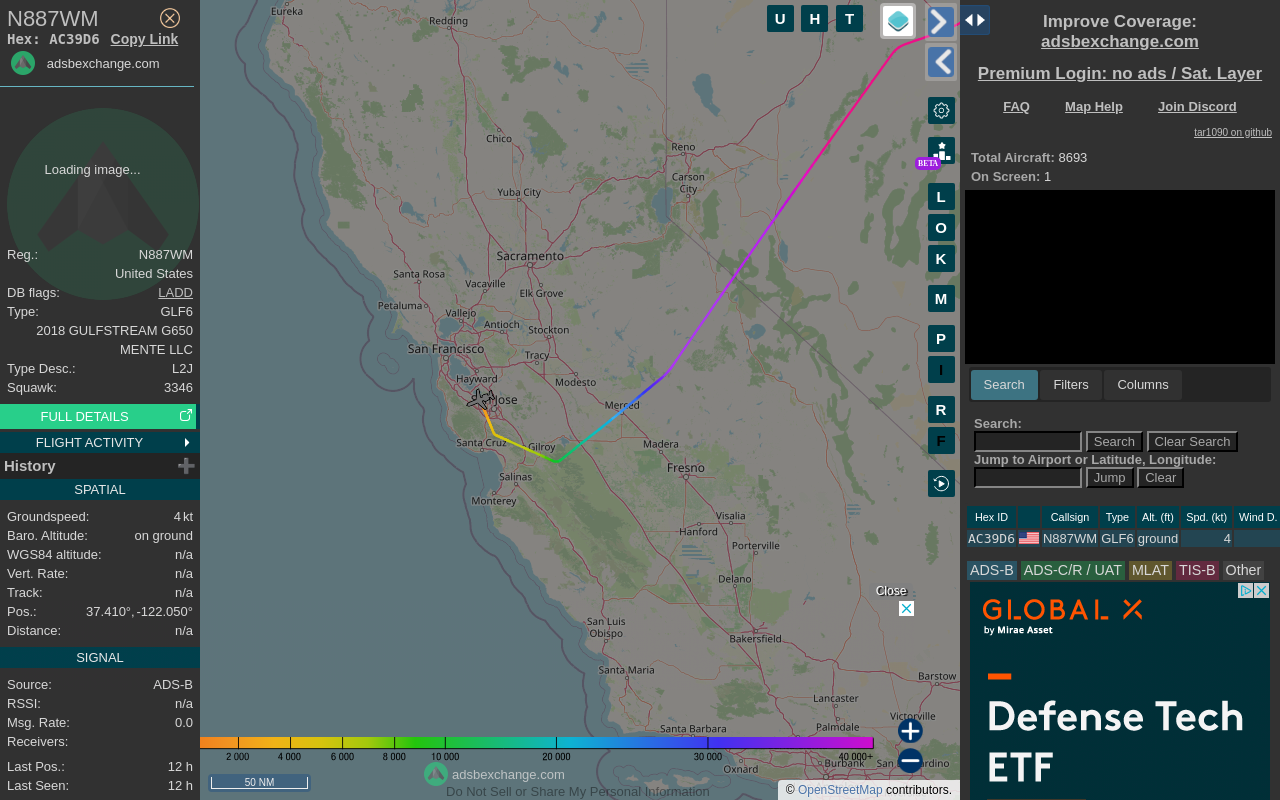 N887WM
Hex: AC39D6 Copy Link
adsbexchange.com
Loading image...
Reg.: N887WM
United States
DB flags: LADD
Type: GLF6
2018 GULFSTREAM G650
MENTE LLC
Type Desc.: L2J
Squawk: 3346
FULL DETAILS
FLIGHT ACTIVITY
History
SPATIAL
Groundspeed: 4 kt
Baro. Altitude: on ground
WGS84 altitude: n/a
Vert. Rate: n/a
Track: n/a
Pos.: 37.410°, -122.050°
Distance: n/a
SIGNAL
Source: ADS-B
RSSI: n/a
Msg. Rate: 0.0
Receivers:
Last Pos.: 12 h
Last Seen: 12 h
U H T
BETA
L
O
K
M
P
I
R
F
Eureka
Redding
Chico
Reno
Carson
City
Yuba City
Sacramento
Santa Rosa
Vacaville
Elk Grove
Petaluma
Vallejo
Antioch
Stockton
San Francisco
Tracy
Hayward
Modesto
Jose
Merced
Santa Cruz
Gilroy
Madera
Salinas
Fresno
Monterey
Visalia
Hanford
Porterville
Delano
San Luis
Obispo
Bakersfield
Santa Maria
Barstow
Lancaster
Victorville
Palmdale
Santa Barbara
Oxnard
Burbank
Close
2 000 4 000 6 000 8 000 10 000 20 000 30 000 40 000+
50 NM
adsbexchange.com
Do Not Sell or Share My Personal Information
© OpenStreetMap contributors.
Improve Coverage:
adsbexchange.com
Premium Login: no ads / Sat. Layer
FAQ Map Help Join Discord
tar1090 on github
Total Aircraft: 8693
On Screen: 1
Search Filters Columns
Search:
Search Clear Search
Jump to Airport or Latitude, Longitude:
Jump Clear
Hex ID Callsign Type Alt. (ft) Spd. (kt) Wind D.
AC39D6 N887WM GLF6 ground 4
ADS-B ADS-C/R / UAT MLAT TIS-B Other
GLOBAL X
by Mirae Asset
Defense Tech
ETF